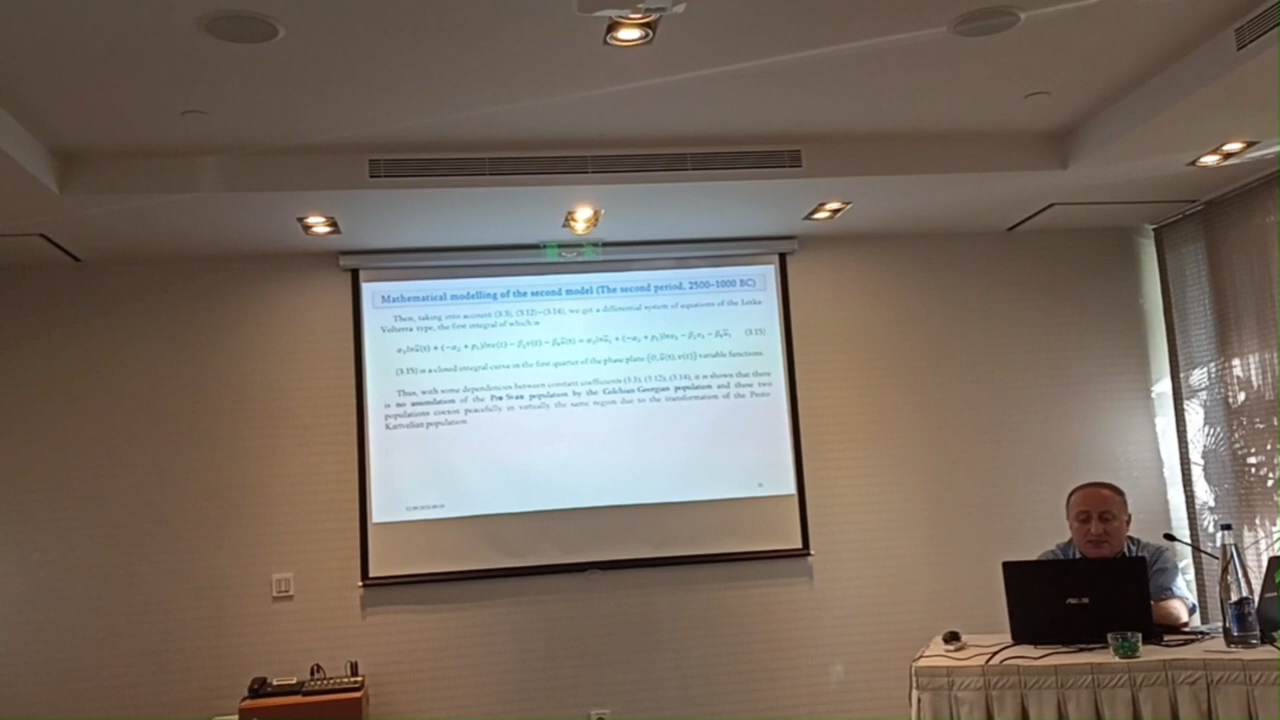 Mathematical modelling of the second model (The second period, 2500–1000 BC)
Then, taking into account (3.3), (3.12)–(3.14), we get a differential system of equations of the Lotka-
Volterra type, the first integral of which is
(3.15)
(3.15) is a closed integral curve in the first quarter of the phase plane variable functions.
Thus, with some dependencies between constant coefficients (3.3), (3.12), (3.14), it is shown that there
is no assimilation of the Pra-Svan population by the Colchian-Georgian population and these two
populations coexist peacefully in virtually the same region due to the transformation of the Proto-
Kartvelian population.
ASUS